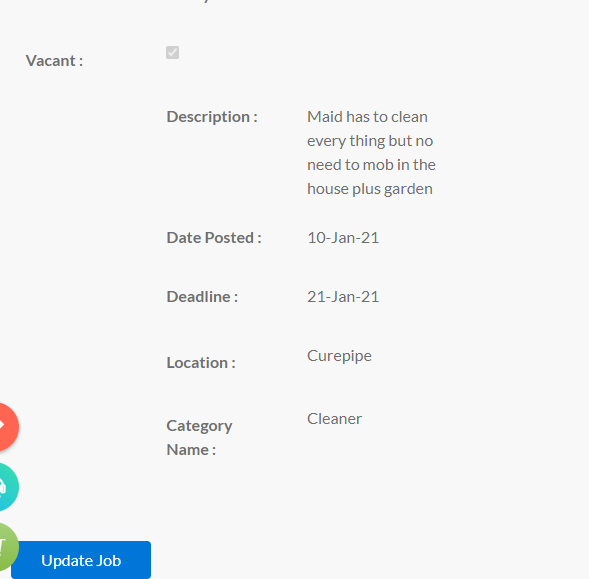 Vacant :
Description :
Maid has to clean
every thing but no
need to mob in the
house plus garden
Date Posted :
10-Jan-21
Deadline :
21-Jan-21
Location :
Curepipe
Category
Name :
Cleaner
Update Job